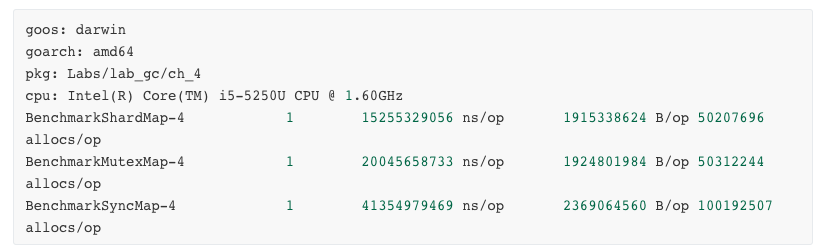 goos: darwin
goarch: amd64
pkg: Labs/lab_gc/ch_4
cpu: Intel(R) Core(TM) i5-5250U CPU @ 1.60GHz
BenchmarkShardMap-4 1 15255329056 ns/op 1915338624 B/op 50207696
allocs/op
BenchmarkMutexMap-4 1 20045658733 ns/op 1924801984 B/op 50312244
allocs/op
BenchmarkSyncMap-4 1 41354979469 ns/op 2369064560 B/op 100192507
allocs/op